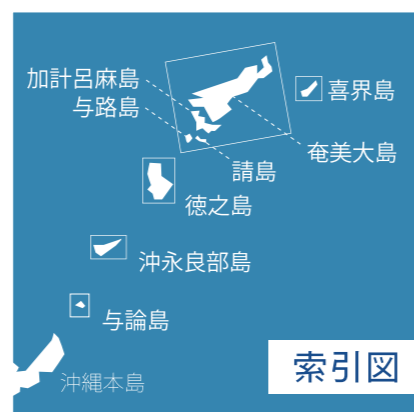 加計呂麻島
与路島
喜界島
奄美大島
請島
徳之島
沖永良部島
与論島
沖縄本島
索引図